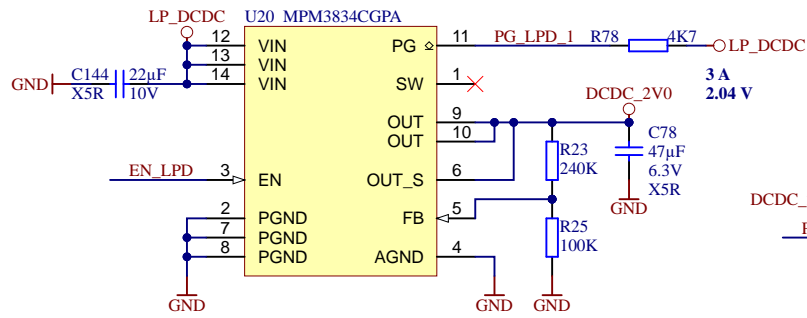 LP_DCDC
U20 MPM3834CGPA
12 VIN
13 VIN
14 VIN
PG 11
PG_LPD_1
R78 4K7
LP_DCDC
3 A
2.04 V
GND
C144 22µF
X5R 10V
SW 1
DCDC_2V0
OUT 9
OUT 10
R23
240K
C78
47µF
6.3V
X5R
GND
EN_LPD
3 EN
OUT_S 6
DCDC_
2 PGND
7 PGND
8 PGND
FB 5
R25
100K
AGND 4
GND
GND
GND